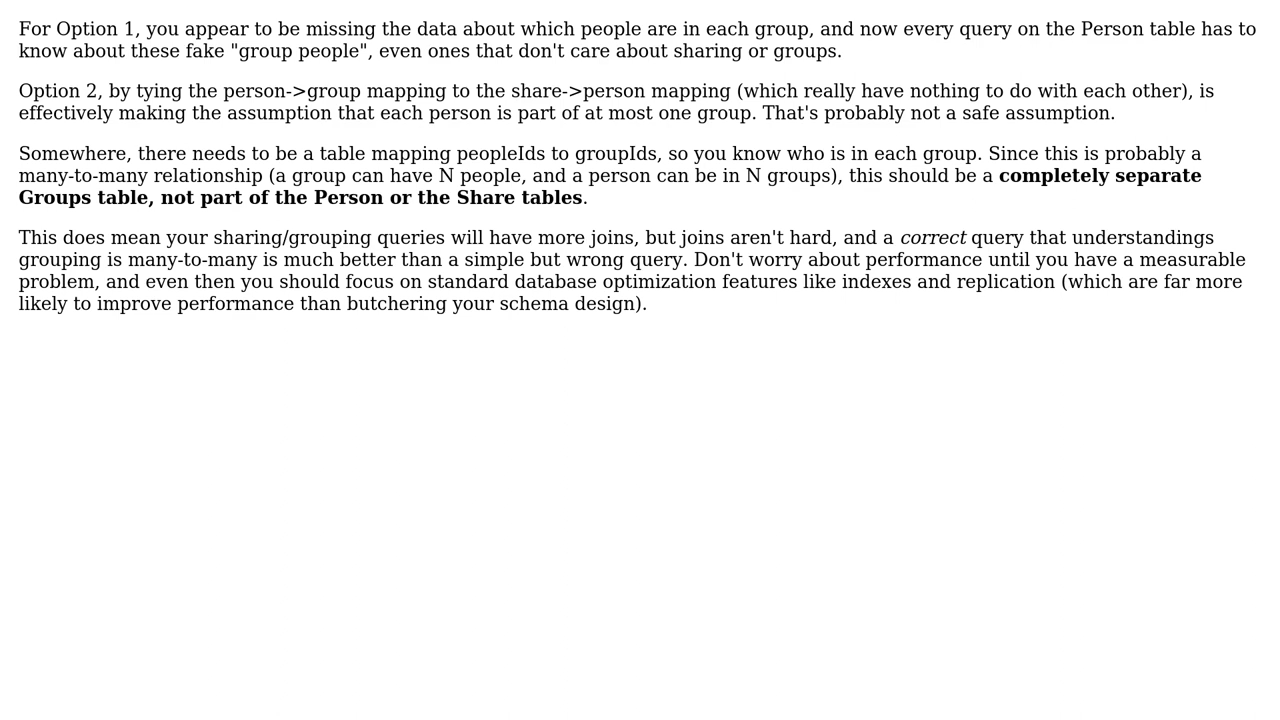 For Option 1, you appear to be missing the data about which people are in each group, and now every query on the Person table has to
know about these fake "group people", even ones that don't care about sharing or groups.
Option 2, by tying the person->group mapping to the share->person mapping (which really have nothing to do with each other), is
effectively making the assumption that each person is part of at most one group. That's probably not a safe assumption.
Somewhere, there needs to be a table mapping peopleIds to groupIds, so you know who is in each group. Since this is probably a
many-to-many relationship (a group can have N people, and a person can be in N groups), this should be a completely separate
Groups table, not part of the Person or the Share tables.
This does mean your sharing/grouping queries will have more joins, but joins aren't hard, and a correct query that understandings
grouping is many-to-many is much better than a simple but wrong query. Don't worry about performance until you have a measurable
problem, and even then you should focus on standard database optimization features like indexes and replication (which are far more
likely to improve performance than butchering your schema design).